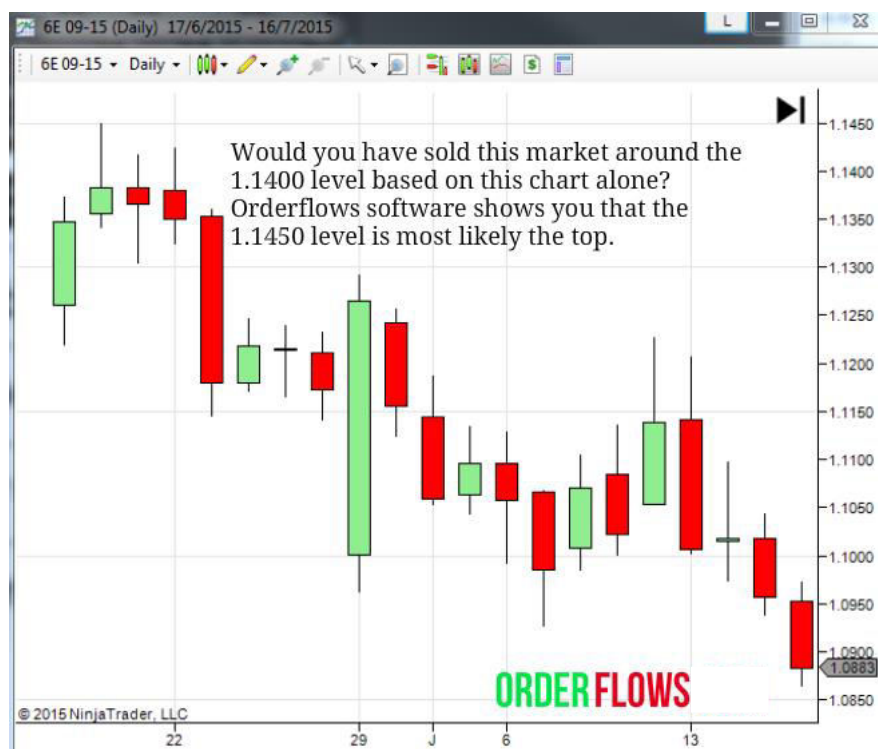 6E 09-15 (Daily) 17/6/2015 - 16/7/2015
L
6E 09-15 Daily
$
Would you have sold this market around the
1.1400 level based on this chart alone?
Orderflows software shows you that the
1.1450 level is most likely the top.
1.1450
1.1400
1.1350
1.1300
1.1250
1.1200
1.1150
1.1100
1.1050
1.1000
1.0950
1.0900
1.0883
1.0850
ORDERFLOWS
© 2015 NinjaTrader, LLC
22 29 J 6 13